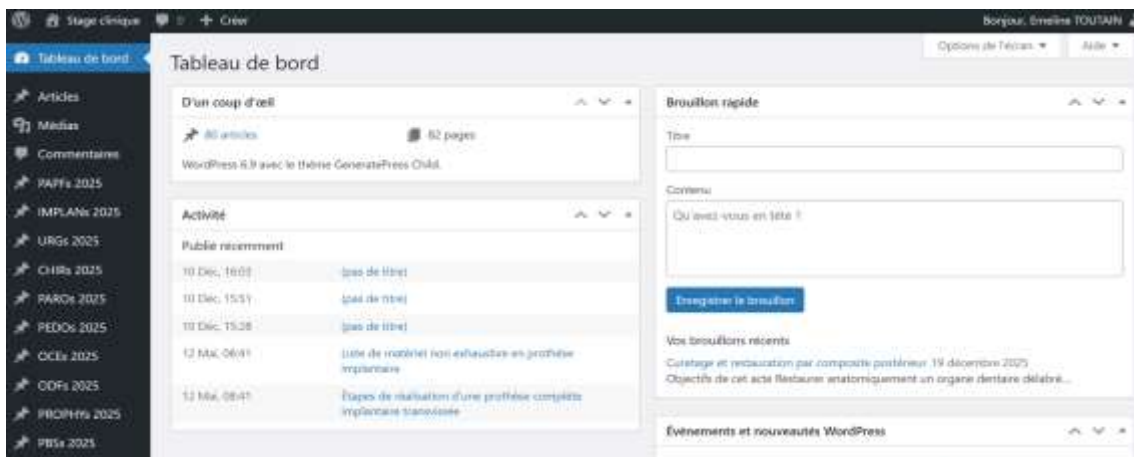 Stage clinique 0 + Créer
Bonjour, Emeline TOUTAIN
Options de l'écran ▼ Aide ▼
Tableau de bord
Articles
Médias
Commentaires
PAPFs 2025
IMPLANs 2025
URGs 2025
CHIRs 2025
PAROs 2025
PEDOs 2025
OCEs 2025
ODFs 2025
PROPHYs 2025
PBSs 2025
Tableau de bord
D'un coup d'œil
80 articles
82 pages
WordPress 6.9 avec le thème GeneratePress Child.
Activité
Publié récemment
10 Déc, 16:03 (pas de titre)
10 Déc, 15:51 (pas de titre)
10 Déc, 15:28 (pas de titre)
12 Mai, 08:41 Liste de matériel non exhaustive en prothèse
implantaire
12 Mai, 08:41 Étapes de réalisation d'une prothèse complète
implantaire transvissée
Brouillon rapide
Titre
Contenu
Qu'avez-vous en tête ?
Enregistrer le brouillon
Vos brouillons récents
Curetage et restauration par composite postérieur 19 décembre 2025
Objectifs de cet acte Restaurer anatomiquement un organe dentaire délabré...
Évènements et nouveautés WordPress